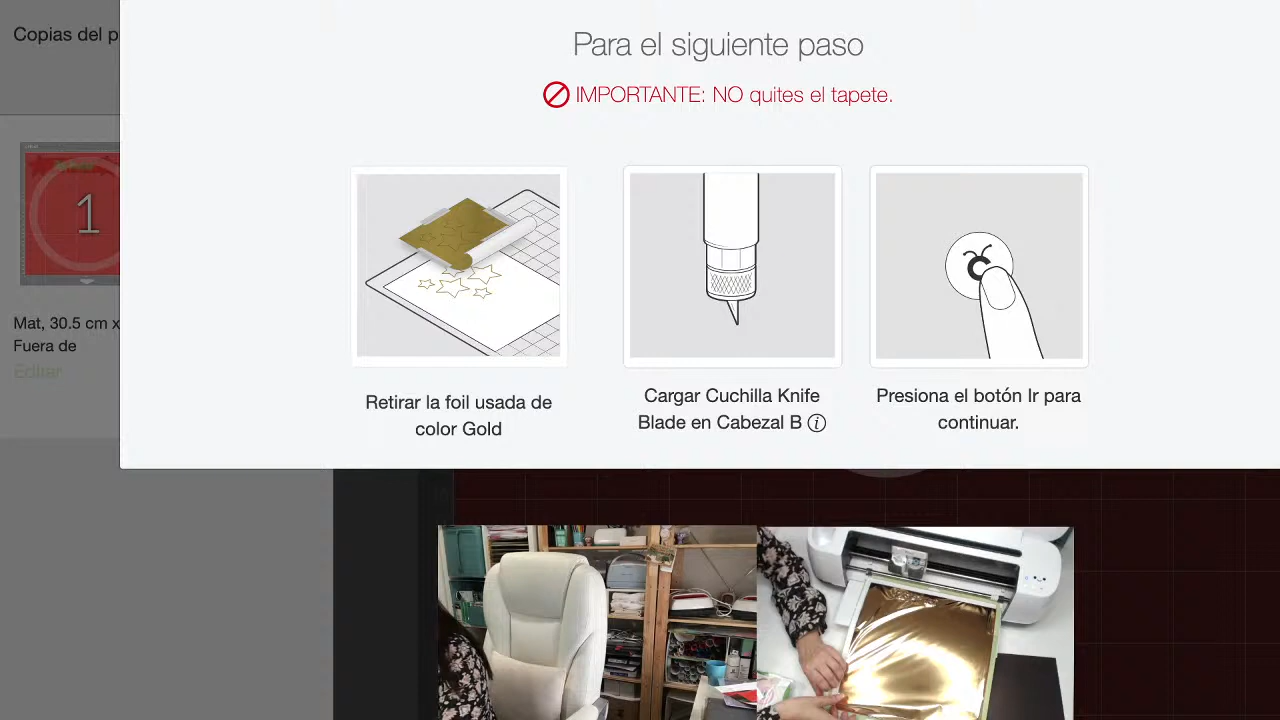 Copias del p
Para el siguiente paso
IMPORTANTE: NO quites el tapete.
1
Mat, 30.5 cm x
Fuera de
Editar
Retirar la foil usada de
color Gold
Cargar Cuchilla Knife
Blade en Cabezal B
Presiona el botón Ir para
continuar.